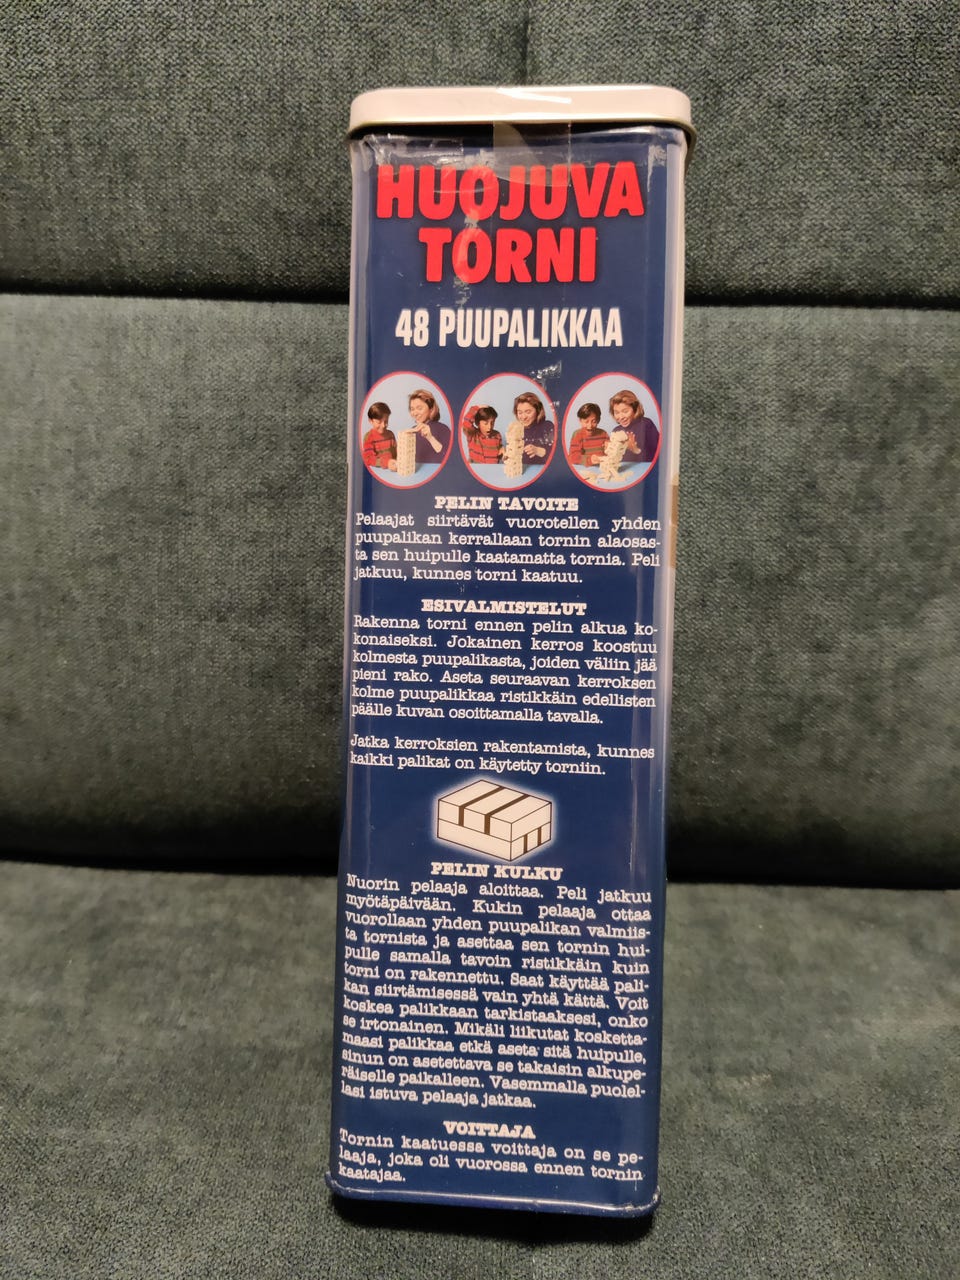 HUOJUVA
TORNI
48 PUUPALIKKAA
PELIN TAVOITE
Pelaajat siirtävät vuorotellen yhden
puupalikan kerrallaan tornin alaosas-
ta sen huipulle kaatamatta tornia. Peli
jatkuu, kunnes torni kaatuu.
ESIVALMISTELUT
Rakenna torni ennen pelin alkua ko-
konaiseksi. Jokainen kerros koostuu
kolmesta puupalikasta, joiden väliin jää
pieni rako. Aseta seuraavan kerroksen
kolme puupalikkaa ristikkäin edellisten
päälle kuvan osoittamalla tavalla.
Jatka kerroksien rakentamista, kunnes
kaikki palikat on käytetty torniin.
PELIN KULKU
Nuorin pelaaja aloittaa. Peli jatkuu
myötäpäivään. Kukin pelaaja ottaa
vuorollaan yhden puupalikan valmiis-
ta tornista ja asettaa sen tornin hui-
pulle samalla tavoin ristikkäin kuin
torni on rakennettu. Saat käyttää pali-
kan siirtämisessä vain yhtä kättä. Voit
koskea palikkaan tarkistaaksesi, onko
se irtonainen. Mikäli liikutat kosketta-
maasi palikkaa etkä aseta sitä huipulle,
sinun on asetettava se takaisin alkupe-
räiselle paikalleen. Vasemmalla puolel-
lasi istuva pelaaja jatkaa.
VOITTAJA
Tornin kaatuessa voittaja on se pe-
laaja, joka oli vuorossa ennen tornin
kaatajaa.